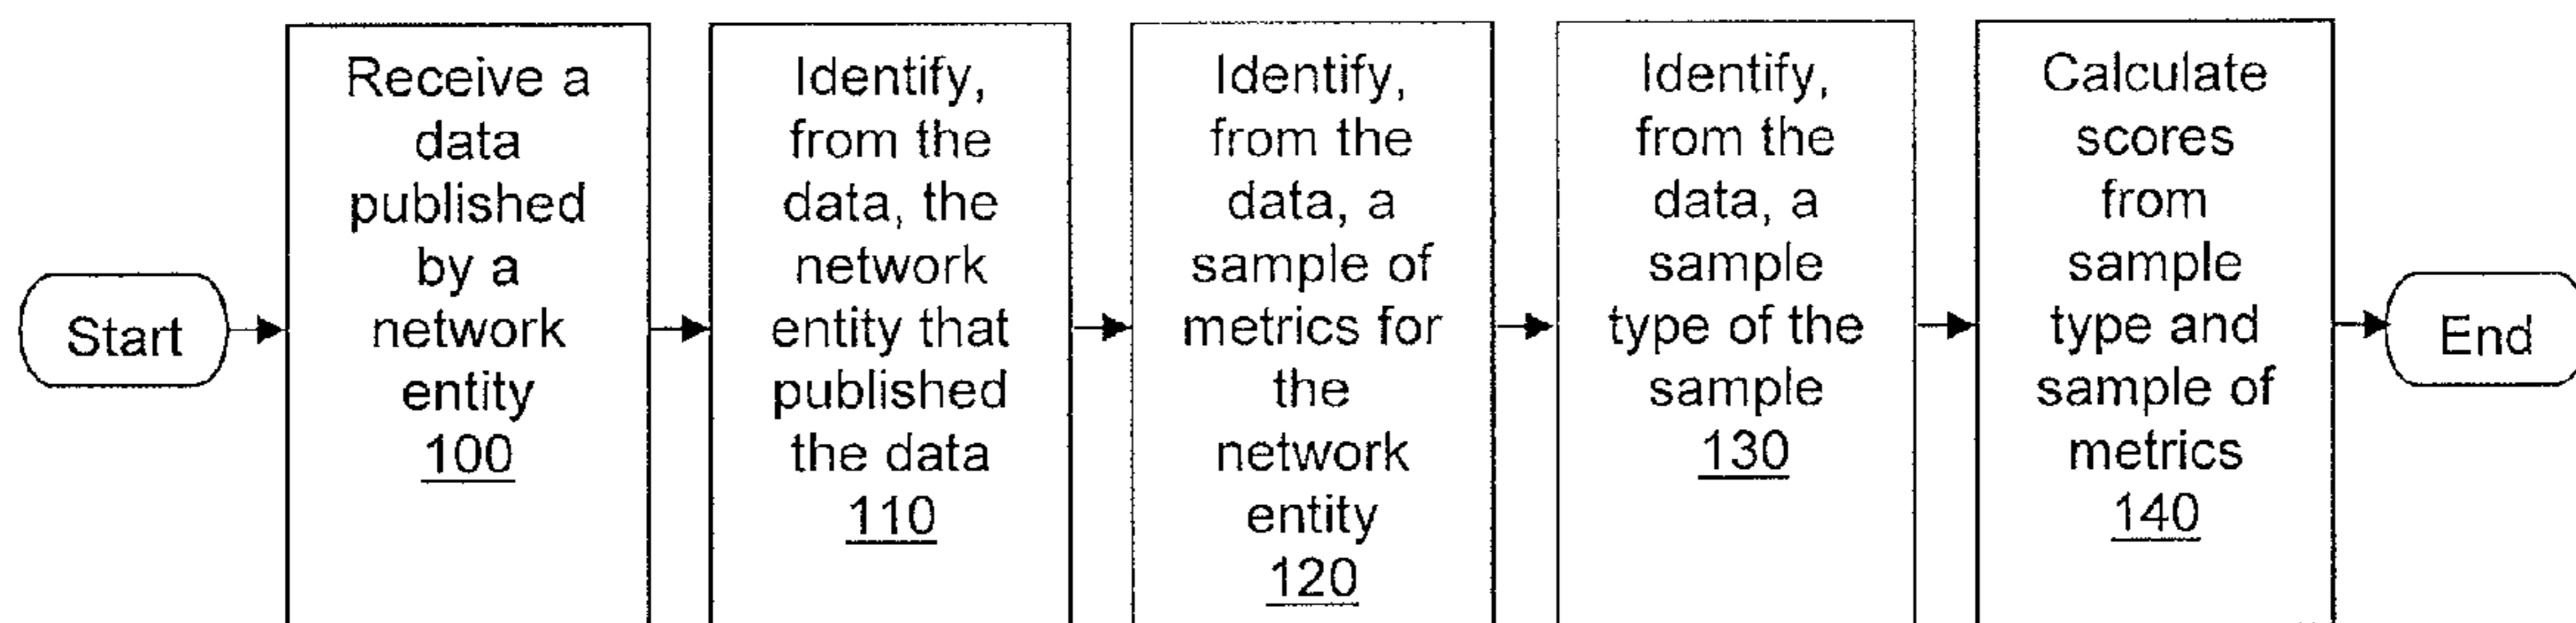 Start
Receive a
data
published
by a
network
entity
100
Identify,
from the
data, the
network
entity that
published
the data
110
Identify,
from the
data, a
sample of
metrics for
the
network
entity
120
Identify,
from the
data, a
sample
type of the
sample
130
Calculate
scores
from
sample
type and
sample of
metrics
140
End